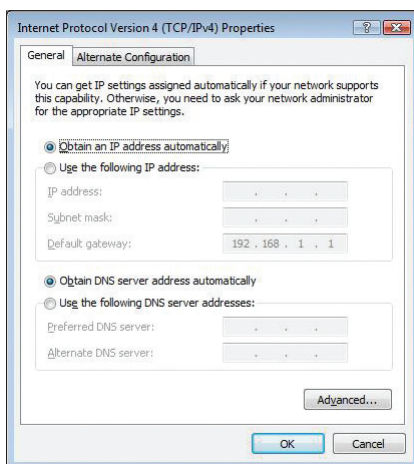 Internet Protocol Version 4 (TCP/IPv4) Properties
General
Alternate Configuration
You can get IP settings assigned automatically if your network supports
this capability. Otherwise, you need to ask your network administrator
for the appropriate IP settings.
Obtain an IP address automatically
Use the following IP address:
IP address: . . .
Subnet mask: . . .
Default gateway: 192 . 168 . 1 . 1
Obtain DNS server address automatically
Use the following DNS server addresses:
Preferred DNS server: . . .
Alternate DNS server: . . .
Advanced...
OK
Cancel